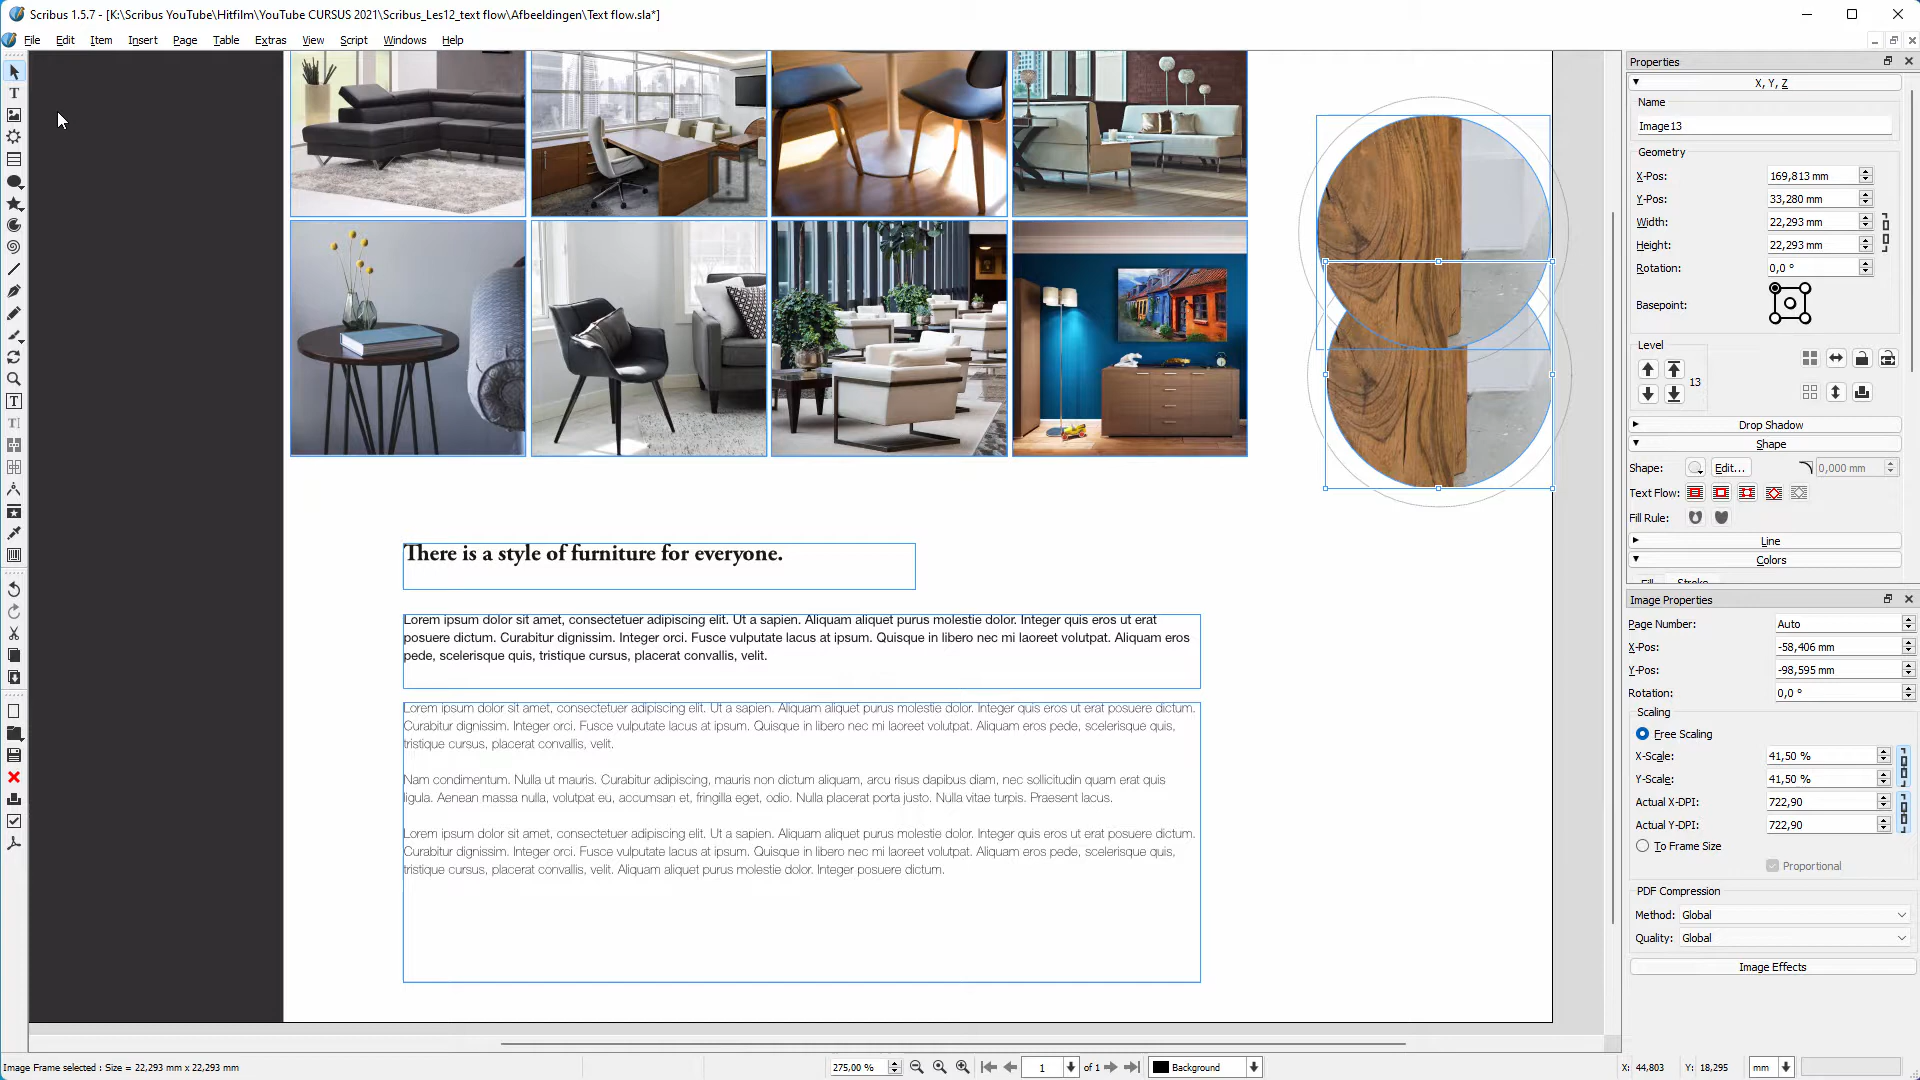 Scribus 1.5.7 - [K:\Scribus YouTube\Hitfilm\YouTube CURSUS 2021\Scribus_Les12_text flow\Afbeeldingen\Text flow.sla*]
File Edit Item Insert Page Table Extras View Script Windows Help
Properties
X, Y, Z
Name
Image13
Geometry
X-Pos: 169,813 mm
Y-Pos: 33,280 mm
Width: 22,293 mm
Height: 22,293 mm
Rotation: 0,0 °
Basepoint:
Level
13
Drop Shadow
Shape
Shape: Edit... 0,000 mm
Text Flow:
Fill Rule:
Line
Colors
Fill Stroke
Image Properties
Page Number: Auto
X-Pos: -58,406 mm
Y-Pos: -98,595 mm
Rotation: 0,0 °
Scaling
Free Scaling
X-Scale: 41,50 %
Y-Scale: 41,50 %
Actual X-DPI: 722,90
Actual Y-DPI: 722,90
To Frame Size
Proportional
PDF Compression
Method: Global
Quality: Global
Image Effects
There is a style of furniture for everyone.
Lorem ipsum dolor sit amet, consectetuer adipiscing elit. Ut a sapien. Aliquam aliquet purus molestie dolor. Integer quis eros ut erat
posuere dictum. Curabitur dignissim. Integer orci. Fusce vulputate lacus at ipsum. Quisque in libero nec mi laoreet volutpat. Aliquam eros
pede, scelerisque quis, tristique cursus, placerat convallis, velit.
Lorem ipsum dolor sit amet, consectetuer adipiscing elit. Ut a sapien. Aliquam aliquet purus molestie dolor. Integer quis eros ut erat posuere dictum.
Curabitur dignissim. Integer orci. Fusce vulputate lacus at ipsum. Quisque in libero nec mi laoreet volutpat. Aliquam eros pede, scelerisque quis,
tristique cursus, placerat convallis, velit.
Nam condimentum. Nulla ut mauris. Curabitur adipiscing, mauris non dictum aliquam, arcu risus dapibus diam, nec sollicitudin quam erat quis
ligula. Aenean massa nulla, volutpat eu, accumsan et, fringilla eget, odio. Nulla placerat porta justo. Nulla vitae turpis. Praesent lacus.
Lorem ipsum dolor sit amet, consectetuer adipiscing elit. Ut a sapien. Aliquam aliquet purus molestie dolor. Integer quis eros ut erat posuere dictum.
Curabitur dignissim. Integer orci. Fusce vulputate lacus at ipsum. Quisque in libero nec mi laoreet volutpat. Aliquam eros pede, scelerisque quis,
tristique cursus, placerat convallis, velit. Aliquam aliquet purus molestie dolor. Integer posuere dictum.
Image Frame selected : Size = 22,293 mm x 22,293 mm 275,00 % 1 of 1 Background X: 44,803 Y: 18,295 mm